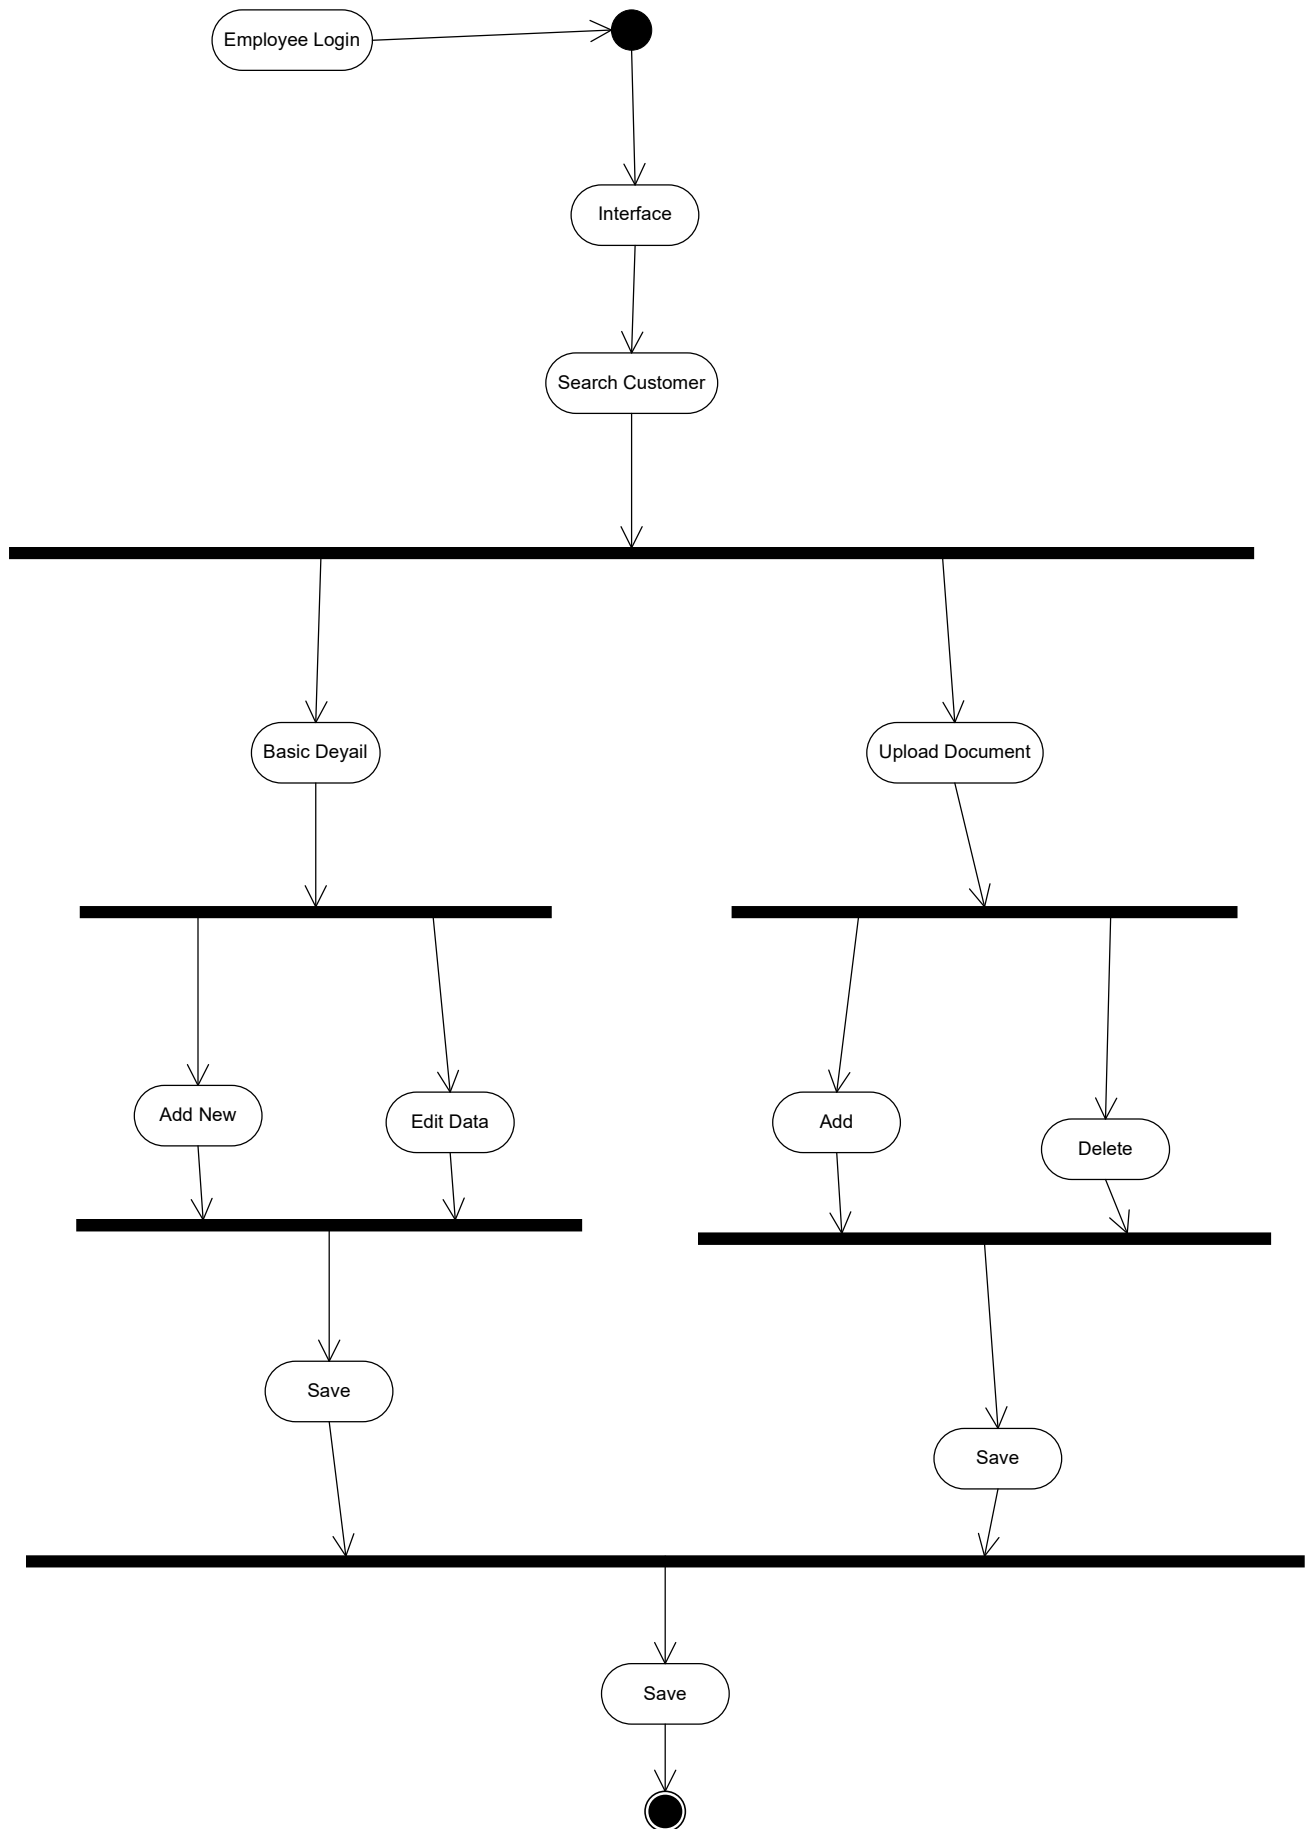 Employee Login
Interface
Search Customer
Basic Deyail
Upload Document
Add New
Edit Data
Add
Delete
Save
Save
Save